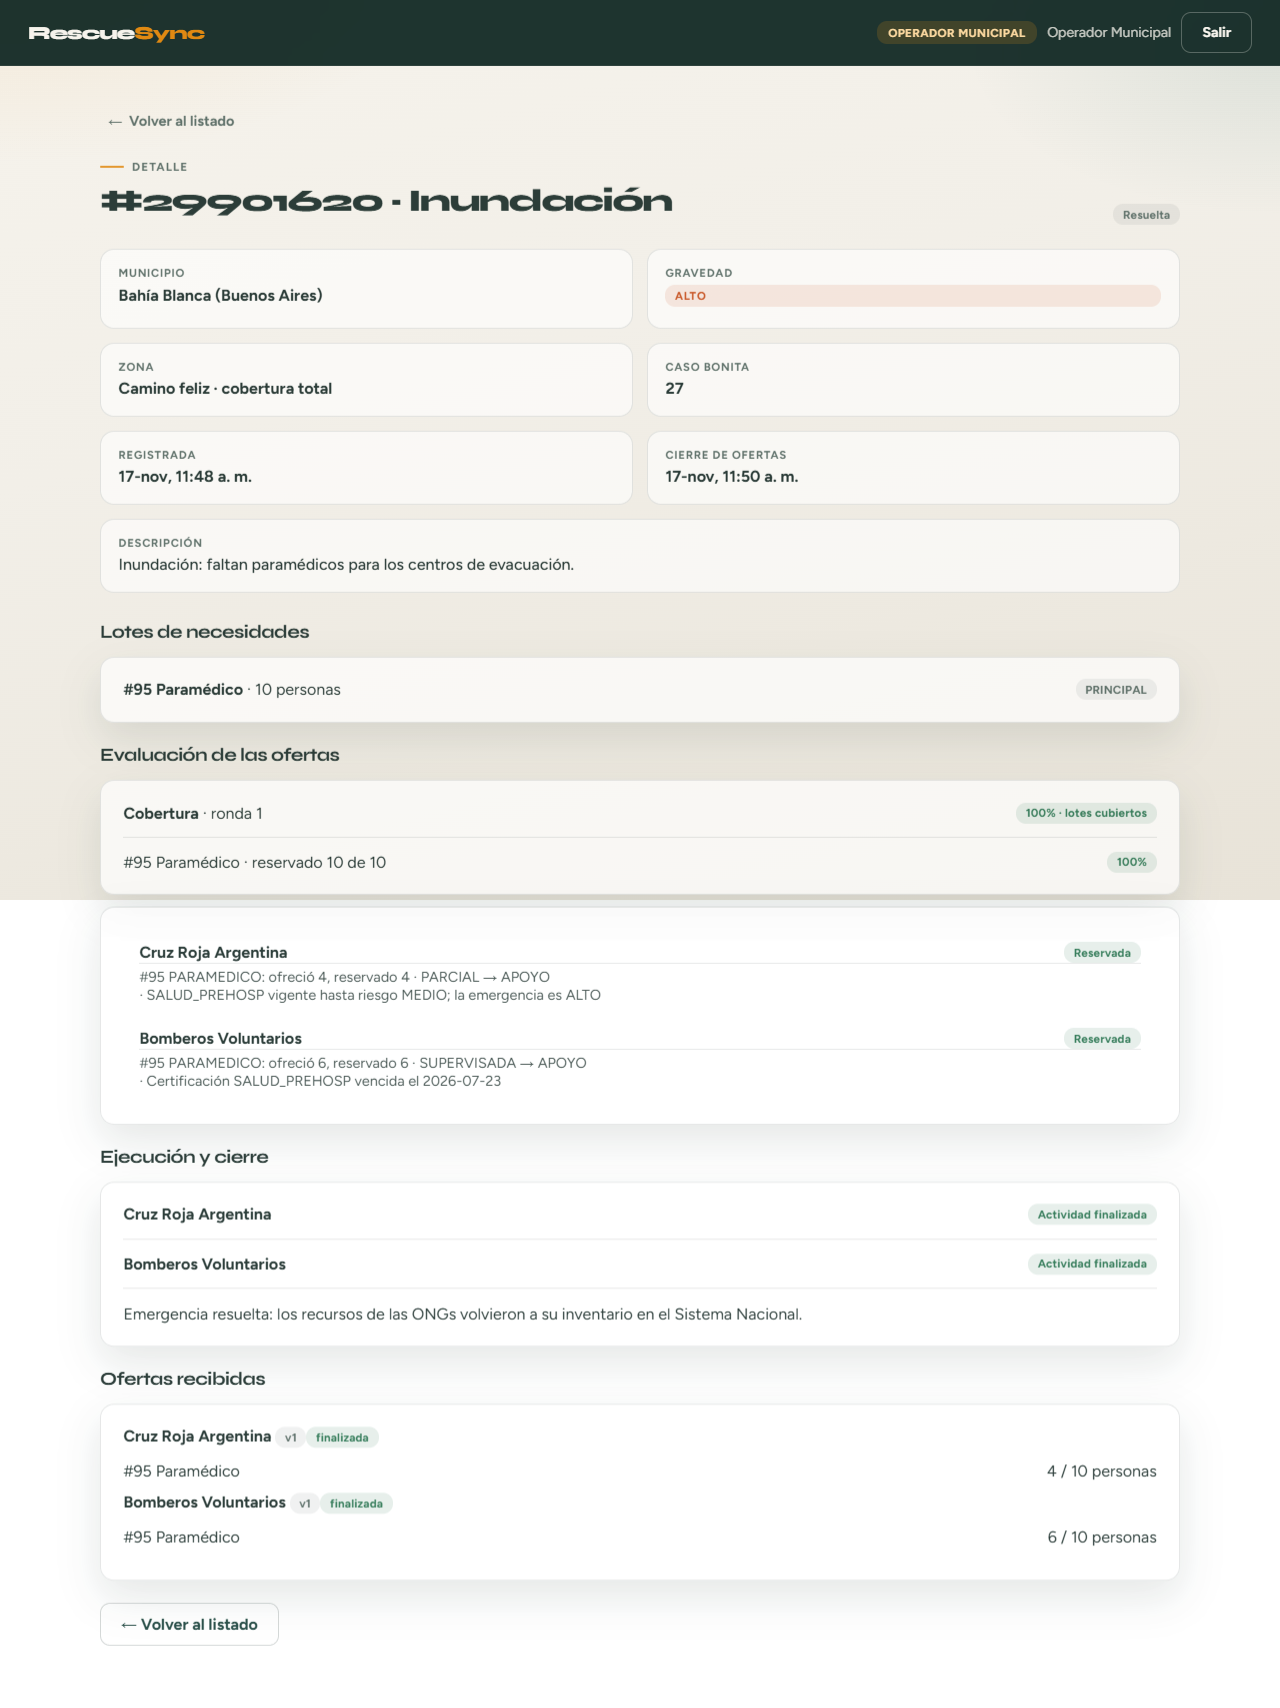 RescueSync
OPERADOR MUNICIPAL Operador Municipal Salir
← Volver al listado
DETALLE
#29901620 · Inundación
Resuelta
MUNICIPIO
Bahía Blanca (Buenos Aires)
GRAVEDAD
ALTO
ZONA
Camino feliz · cobertura total
CASO BONITA
27
REGISTRADA
17-nov, 11:48 a. m.
CIERRE DE OFERTAS
17-nov, 11:50 a. m.
DESCRIPCIÓN
Inundación: faltan paramédicos para los centros de evacuación.
Lotes de necesidades
#95 Paramédico · 10 personas PRINCIPAL
Evaluación de las ofertas
Cobertura · ronda 1 100% · lotes cubiertos
#95 Paramédico · reservado 10 de 10 100%
Cruz Roja Argentina Reservada
#95 PARAMEDICO: ofreció 4, reservado 4 · PARCIAL → APOYO
· SALUD_PREHOSP vigente hasta riesgo MEDIO; la emergencia es ALTO
Bomberos Voluntarios Reservada
#95 PARAMEDICO: ofreció 6, reservado 6 · SUPERVISADA → APOYO
· Certificación SALUD_PREHOSP vencida el 2026-07-23
Ejecución y cierre
Cruz Roja Argentina Actividad finalizada
Bomberos Voluntarios Actividad finalizada
Emergencia resuelta: los recursos de las ONGs volvieron a su inventario en el Sistema Nacional.
Ofertas recibidas
Cruz Roja Argentina v1 finalizada
#95 Paramédico 4 / 10 personas
Bomberos Voluntarios v1 finalizada
#95 Paramédico 6 / 10 personas
← Volver al listado